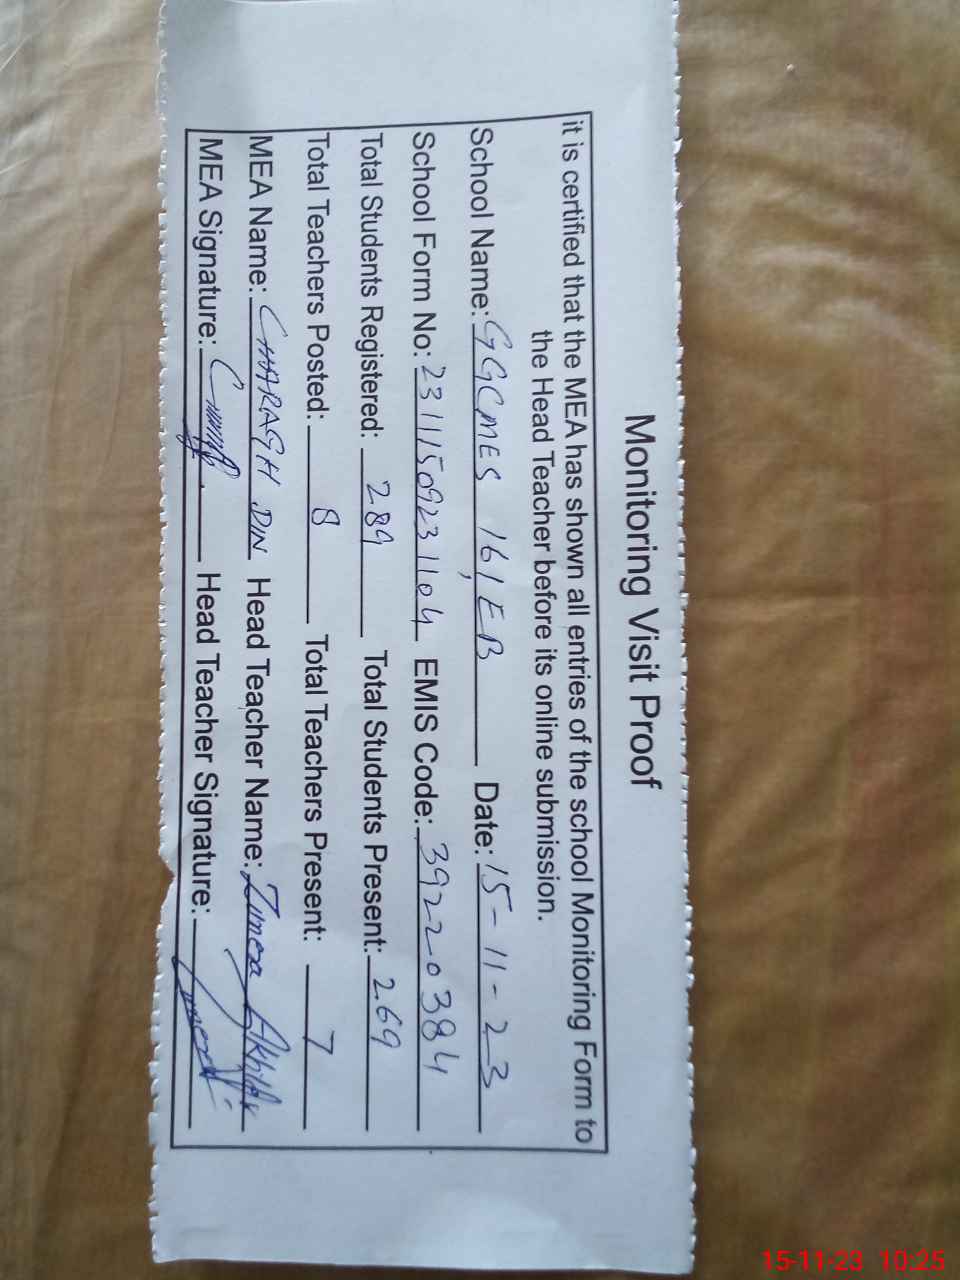 Monitoring Visit Proof
it is certified that the MEA has shown all entries of the school Monitoring Form to
the Head Teacher before its online submission.
School Name: GGCMES 161 EB Date: 15-11-23
School Form No: 23111509231104 EMIS Code: 39220384
Total Students Registered: 289 Total Students Present: 269
Total Teachers Posted: 8 Total Teachers Present: 7
MEA Name: CHARAGH DIN Head Teacher Name:
MEA Signature: Head Teacher Signature:
15-11-23 10:25